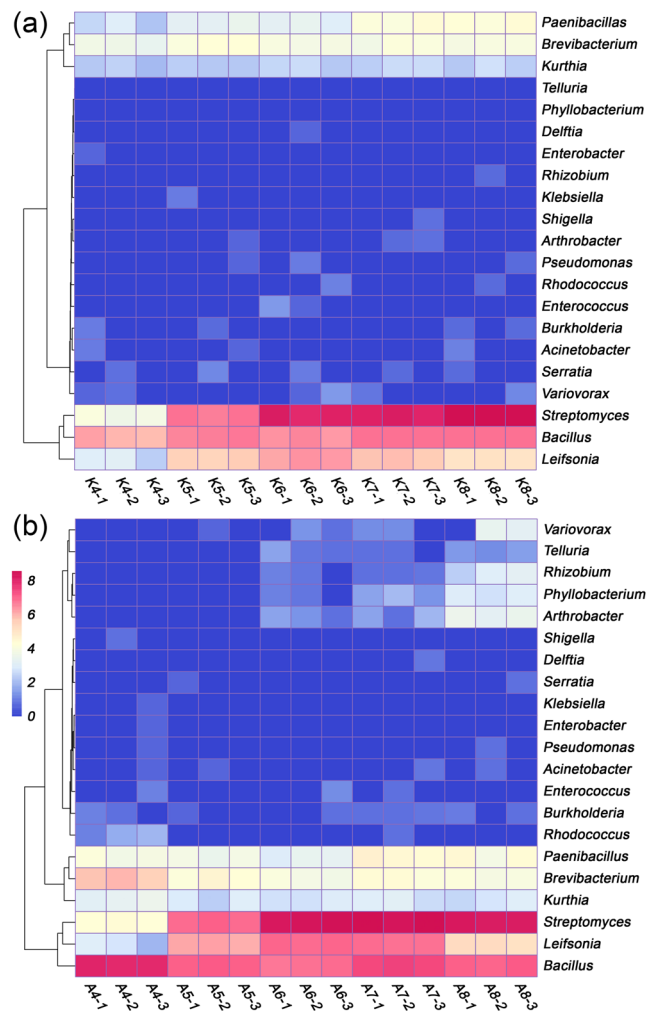 (a)
Paenibacillas
Brevibacterium
Kurthia
Telluria
Phyllobacterium
Delftia
Enterobacter
Rhizobium
Klebsiella
Shigella
Arthrobacter
Pseudomonas
Rhodococcus
Enterococcus
Burkholderia
Acinetobacter
Serratia
Variovorax
Streptomyces
Bacillus
Leifsonia
K4-1 K4-2 K4-3 K5-1 K5-2 K5-3 K6-1 K6-2 K6-3 K7-1 K7-2 K7-3 K8-1 K8-2 K8-3
(b)
Variovorax
Telluria
Rhizobium
Phyllobacterium
Arthrobacter
Shigella
Delftia
Serratia
Klebsiella
Enterobacter
Pseudomonas
Acinetobacter
Enterococcus
Burkholderia
Rhodococcus
Paenibacillus
Brevibacterium
Kurthia
Streptomyces
Leifsonia
Bacillus
8
6
4
2
0
A4-1 A4-2 A4-3 A5-1 A5-2 A5-3 A6-1 A6-2 A6-3 A7-1 A7-2 A7-3 A8-1 A8-2 A8-3